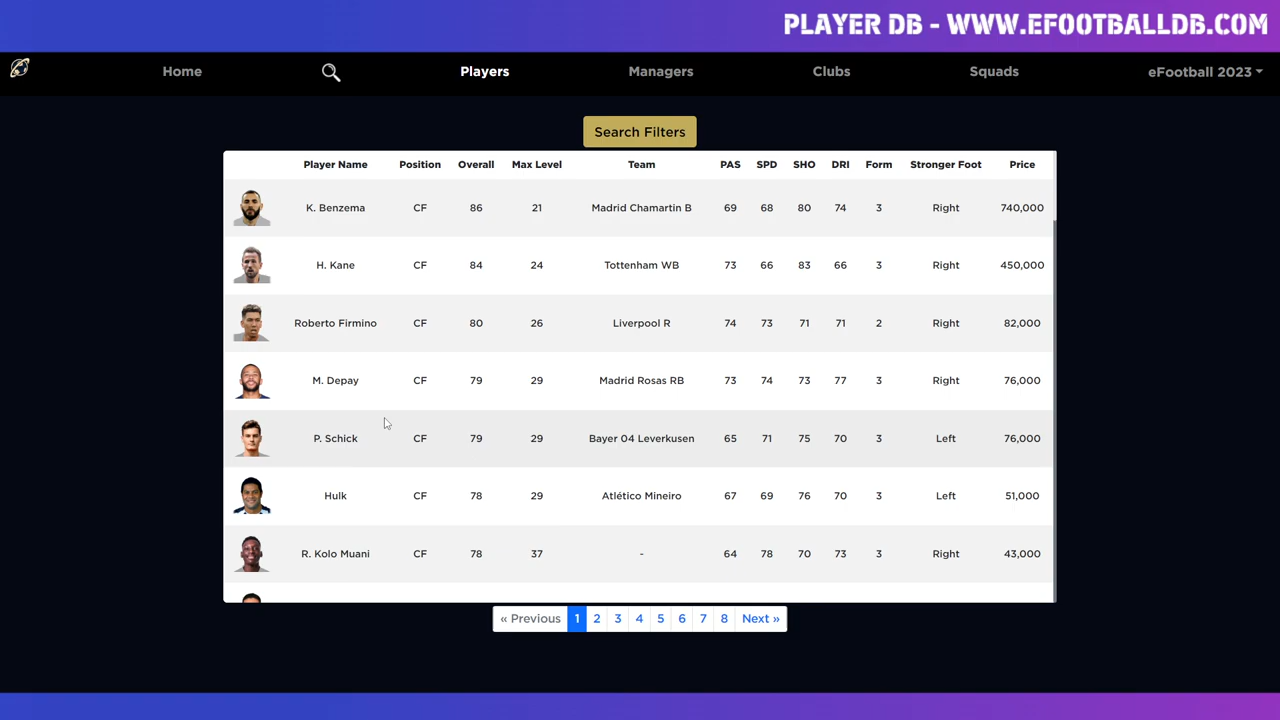 PLAYER DB - WWW.EFOOTBALLDB.COM
Home Players Managers Clubs Squads eFootball 2023
Search Filters
Player Name Position Overall Max Level Team PAS SPD SHO DRI Form Stronger Foot Price
K. Benzema CF 86 21 Madrid Chamartin B 69 68 80 74 3 Right 740,000
H. Kane CF 84 24 Tottenham WB 73 66 83 66 3 Right 450,000
Roberto Firmino CF 80 26 Liverpool R 74 73 71 71 2 Right 82,000
M. Depay CF 79 29 Madrid Rosas RB 73 74 73 77 3 Right 76,000
P. Schick CF 79 29 Bayer 04 Leverkusen 65 71 75 70 3 Left 76,000
Hulk CF 78 29 Atlético Mineiro 67 69 76 70 3 Left 51,000
R. Kolo Muani CF 78 37 - 64 78 70 73 3 Right 43,000
« Previous 1 2 3 4 5 6 7 8 Next »